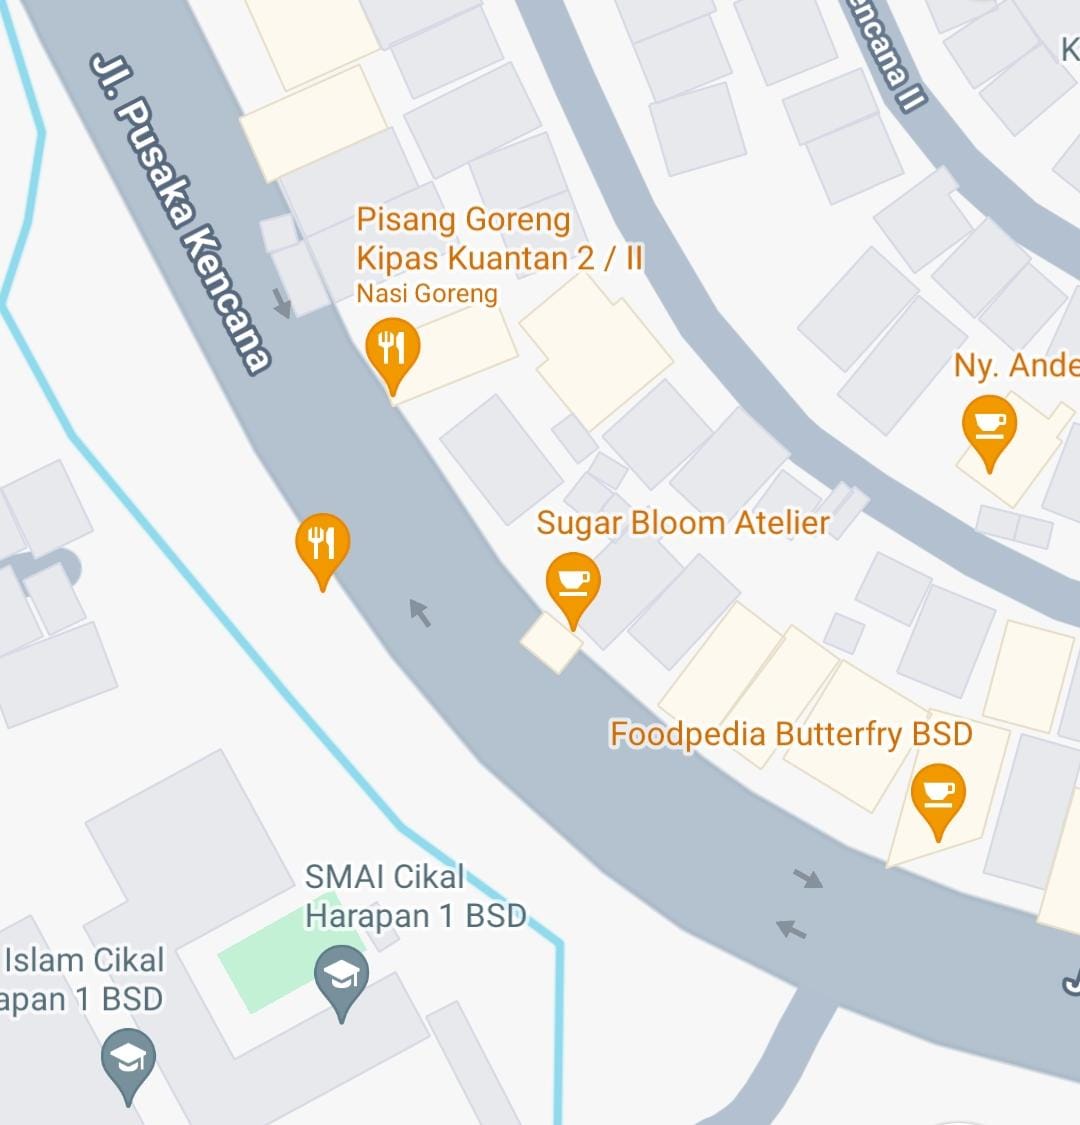 encana II
K
Jl. Pusaka Kencana
Pisang Goreng
Kipas Kuantan 2 / II
Nasi Goreng
Ny. Ande
Sugar Bloom Atelier
Foodpedia Butterfry BSD
SMAI Cikal
Harapan 1 BSD
Islam Cikal
apan 1 BSD
J